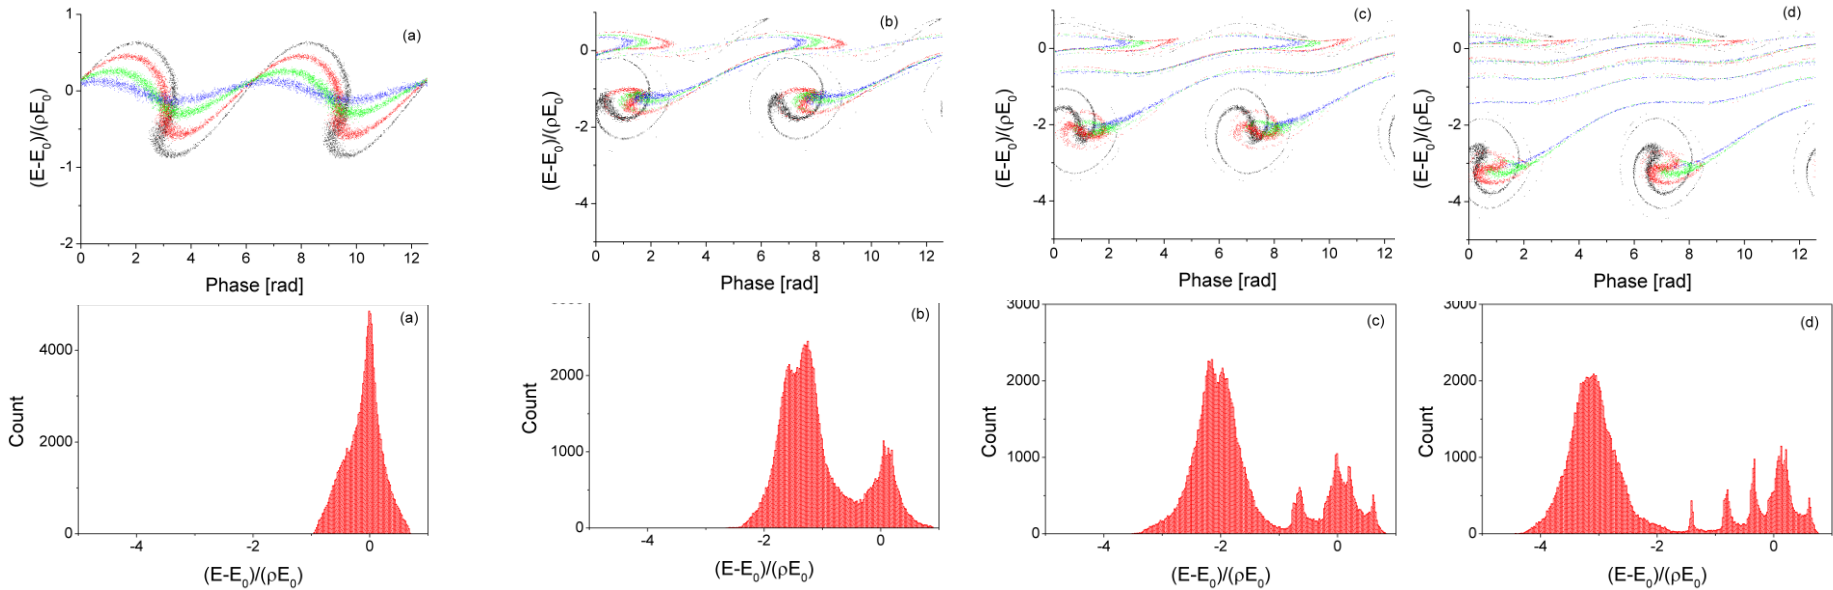 (a)
1
0
-1
-2
(E-E₀)/(ρE₀)
0 2 4 6 8 10 12
Phase [rad]
(b)
0
-2
-4
(E-E₀)/(ρE₀)
0 2 4 6 8 10 12
Phase [rad]
(c)
0
-2
-4
(E-E₀)/(ρE₀)
0 2 4 6 8 10 12
Phase [rad]
(d)
0
-2
-4
(E-E₀)/(ρE₀)
0 2 4 6 8 10 12
Phase [rad]
(a)
4000
2000
0
Count
-4 -2 0
(E-E₀)/(ρE₀)
(b)
3000
2000
1000
0
Count
-4 -2 0
(E-E₀)/(ρE₀)
(c)
3000
2000
1000
0
Count
-4 -2 0
(E-E₀)/(ρE₀)
(d)
3000
2000
1000
0
Count
-4 -2 0
(E-E₀)/(ρE₀)